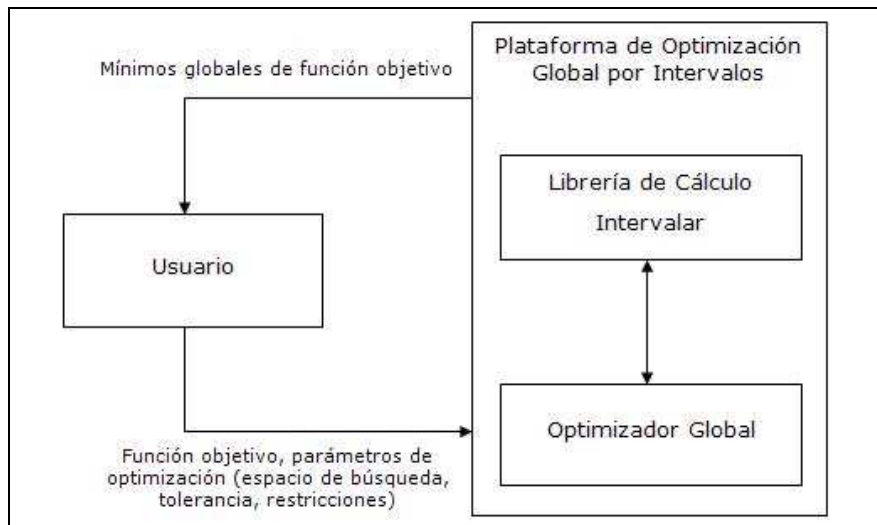 Plataforma de Optimización
Global por Intervalos
Mínimos globales de función objetivo
Librería de Cálculo
Intervalar
Usuario
Optimizador Global
Función objetivo, parámetros de
optimización (espacio de búsqueda,
tolerancia, restricciones)